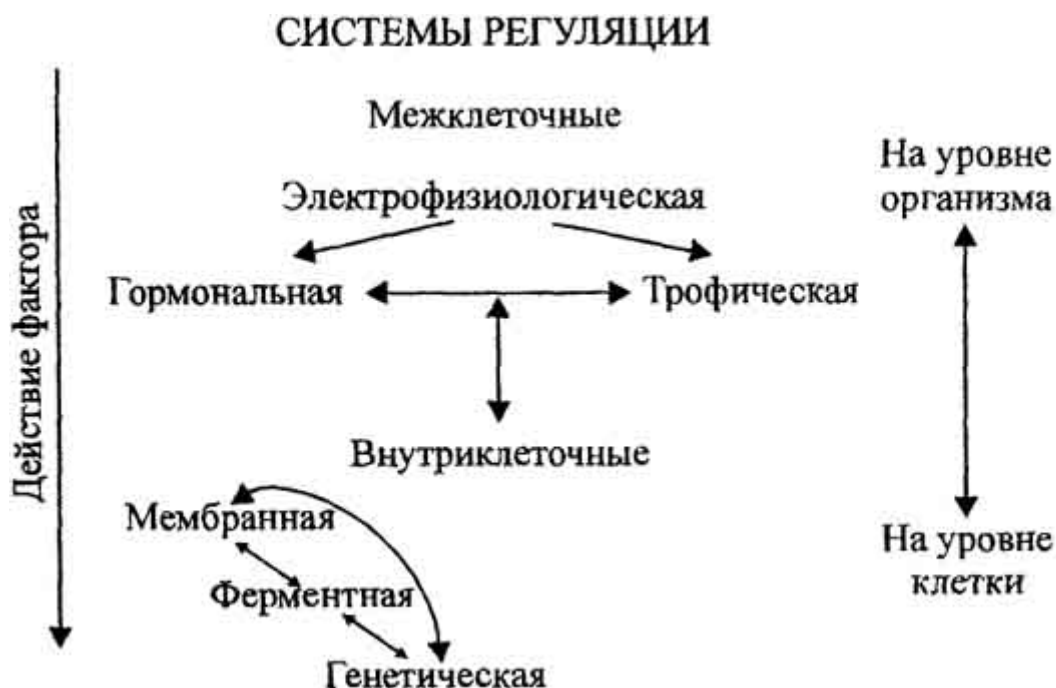 СИСТЕМЫ РЕГУЛЯЦИИ
Межклеточные
На уровне
организма
Электрофизиологическая
Гормональная
Трофическая
Действие фактора
Внутриклеточные
Мембранная
На уровне
клетки
Ферментная
Генетическая